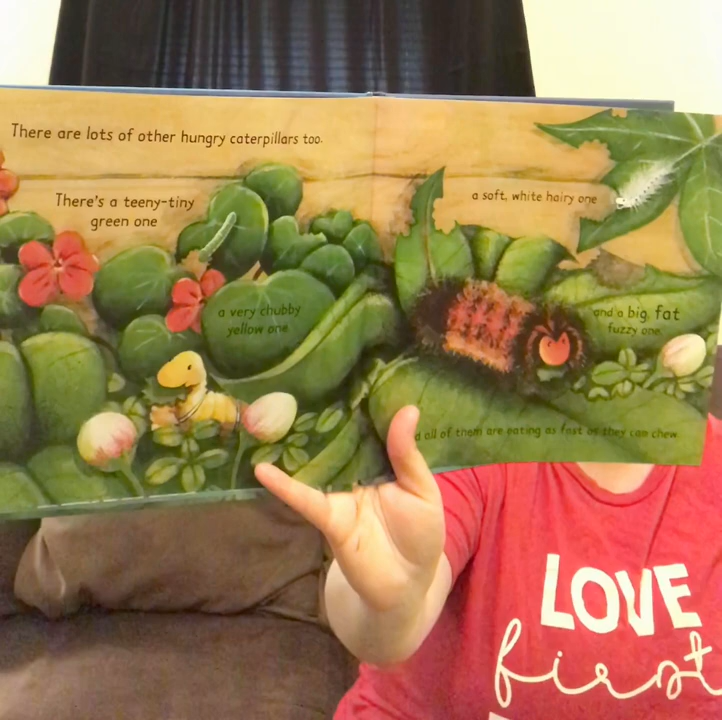 There are lots of other hungry caterpillars too.
There's a teeny-tiny
green one
a soft, white hairy one
a very chubby
yellow one
and a big, fat
fuzzy one.
all of them are eating as fast as they can chew.
LOVE
first